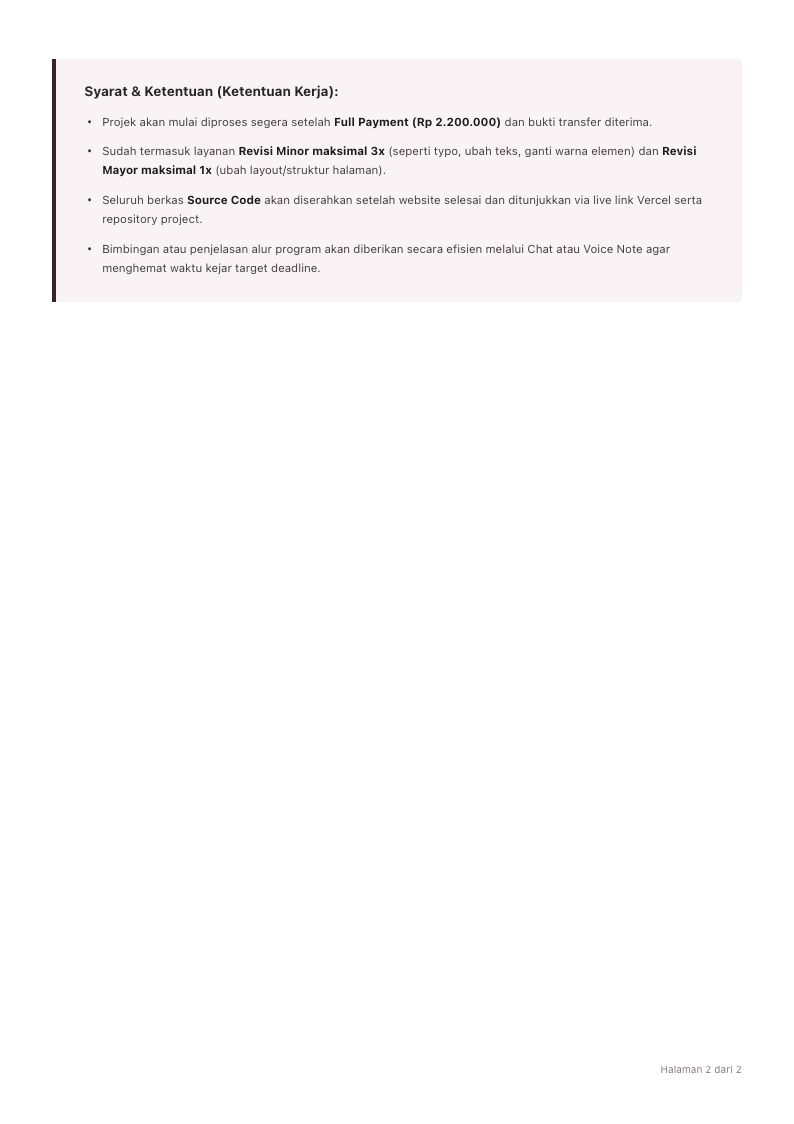 Syarat & Ketentuan (Ketentuan Kerja):
• Projek akan mulai diproses segera setelah Full Payment (Rp 2.200.000) dan bukti transfer diterima.
• Sudah termasuk layanan Revisi Minor maksimal 3x (seperti typo, ubah teks, ganti warna elemen) dan Revisi
Mayor maksimal 1x (ubah layout/struktur halaman).
• Seluruh berkas Source Code akan diserahkan setelah website selesai dan ditunjukkan via live link Vercel serta
repository project.
• Bimbingan atau penjelasan alur program akan diberikan secara efisien melalui Chat atau Voice Note agar
menghemat waktu kejar target deadline.
Halaman 2 dari 2